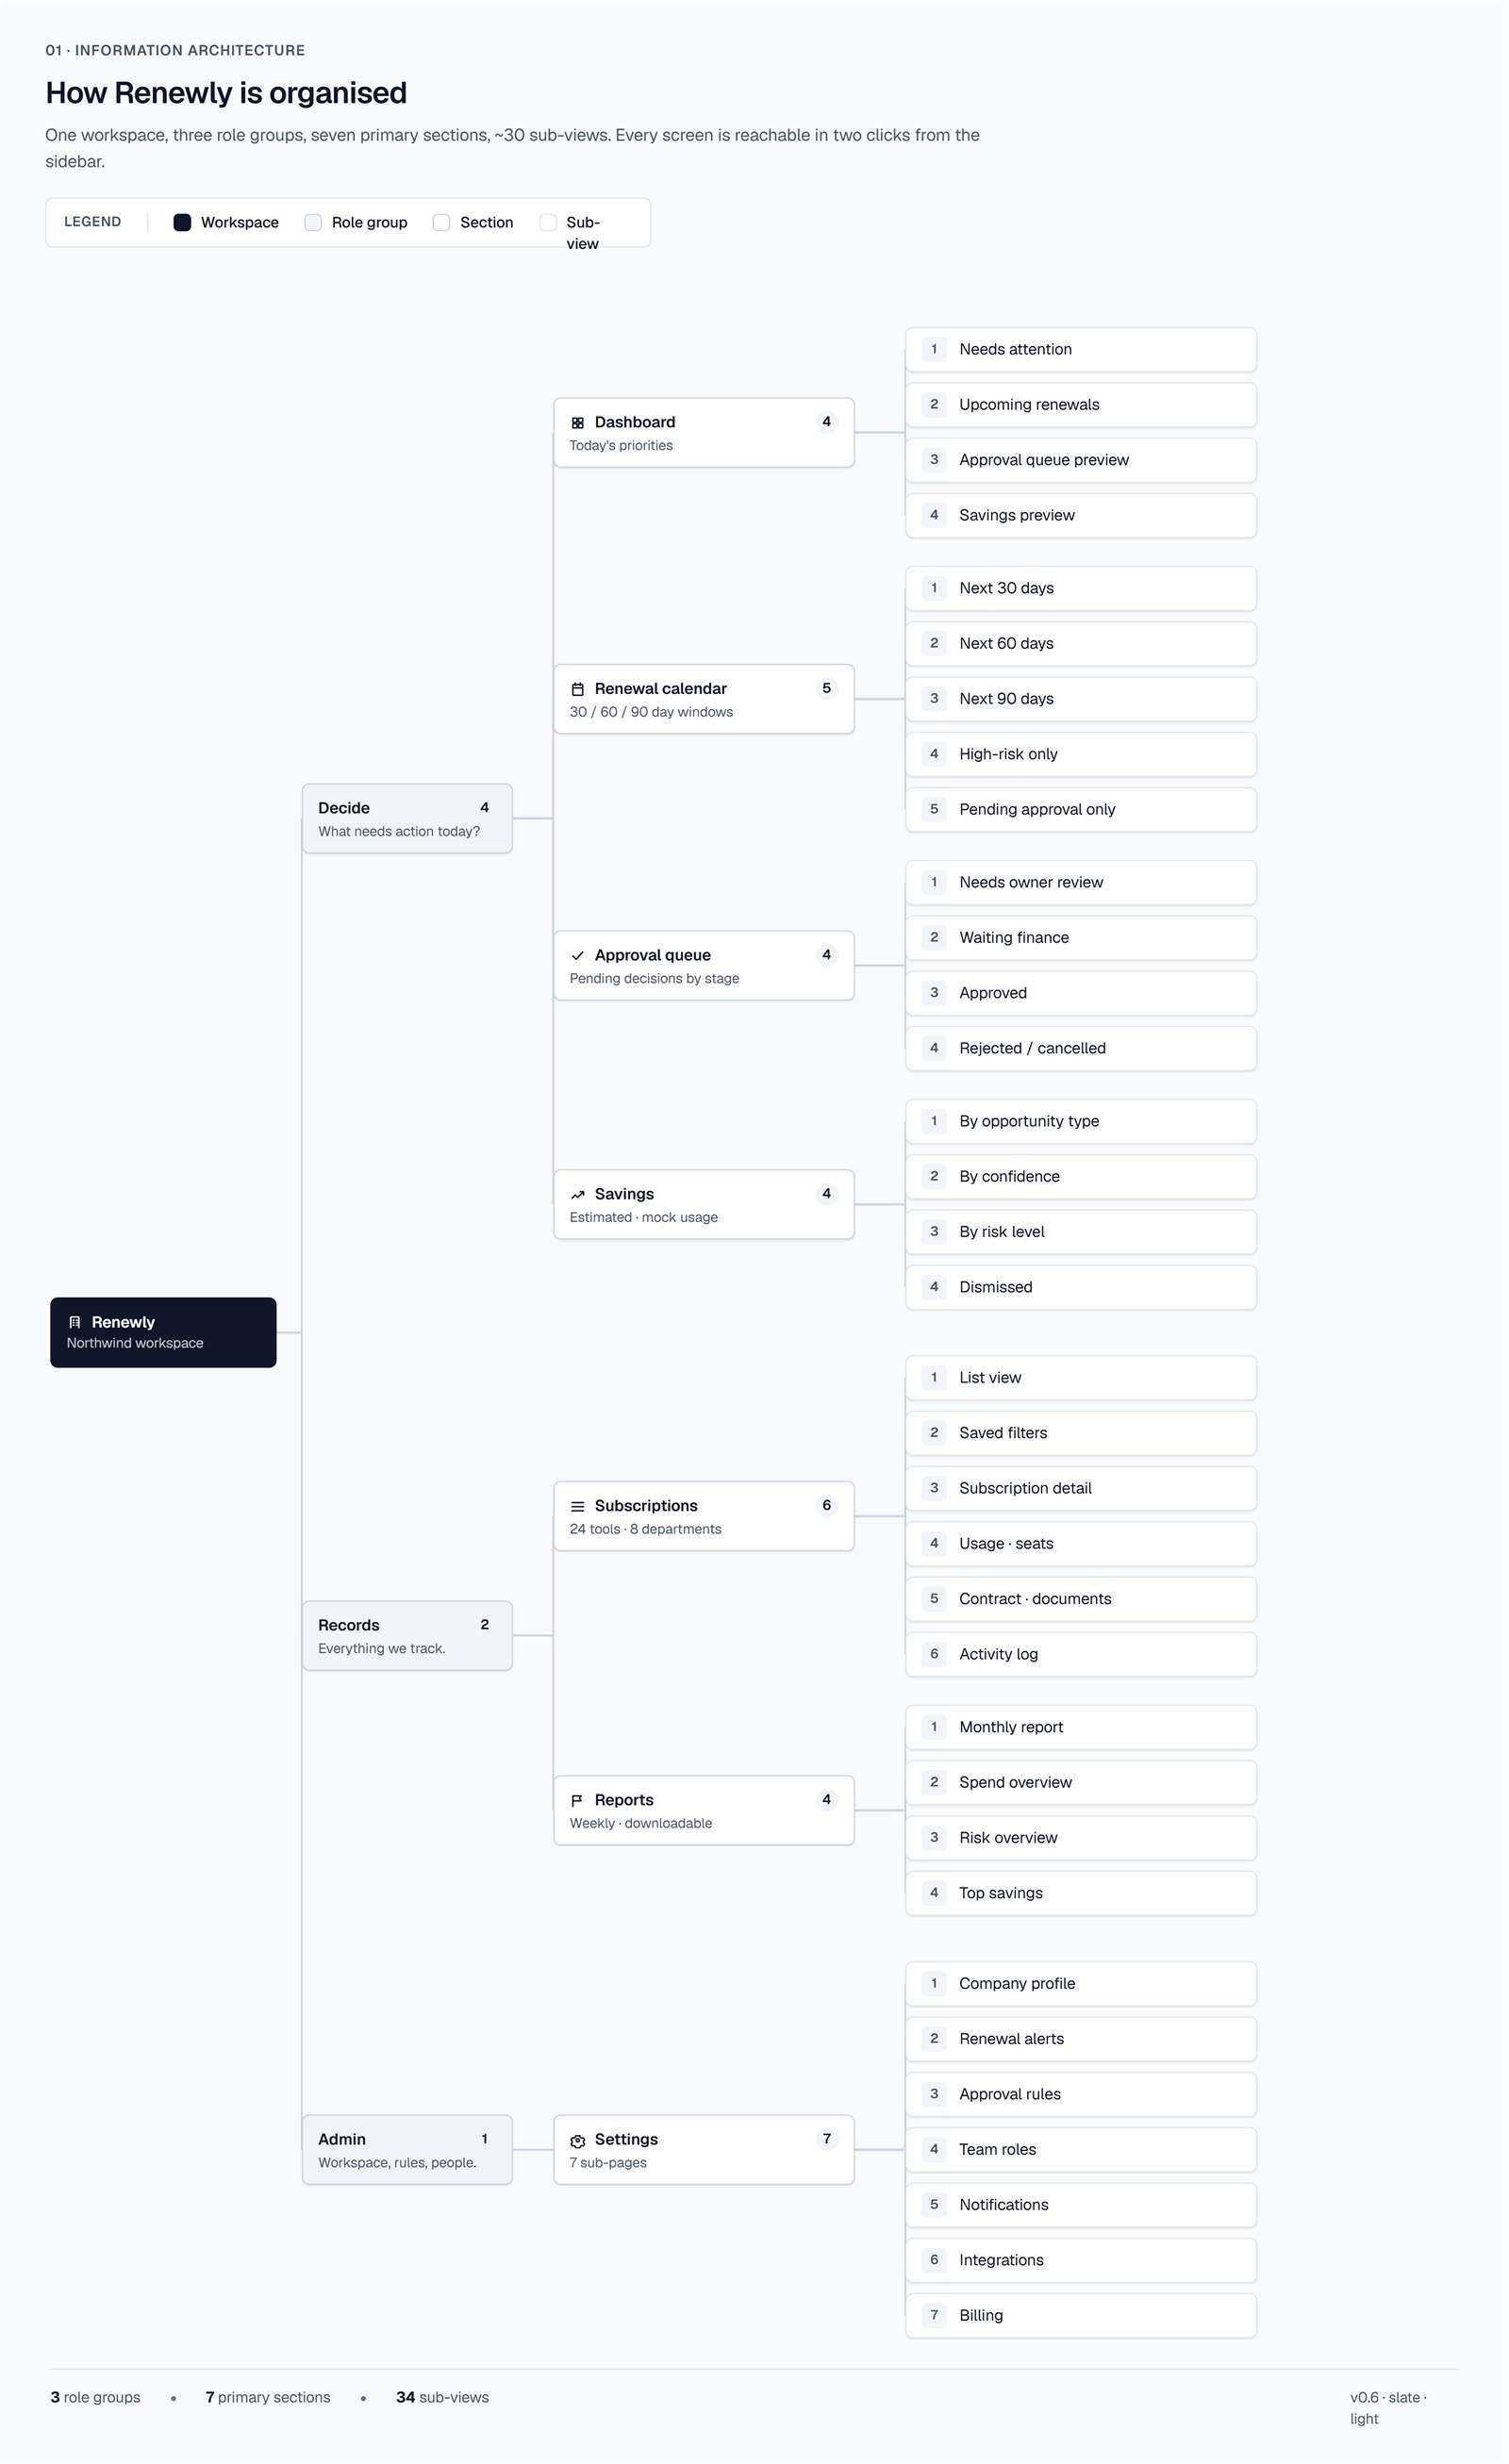 01 · INFORMATION ARCHITECTURE
How Renewly is organised
One workspace, three role groups, seven primary sections, ~30 sub-views. Every screen is reachable in two clicks from the
sidebar.
LEGEND Workspace Role group Section Sub-
view
1 Needs attention
2 Upcoming renewals
Dashboard 4
Today's priorities
3 Approval queue preview
4 Savings preview
1 Next 30 days
2 Next 60 days
Renewal calendar 5
30 / 60 / 90 day windows
3 Next 90 days
4 High-risk only
5 Pending approval only
Decide 4
What needs action today?
1 Needs owner review
2 Waiting finance
Approval queue 4
Pending decisions by stage
3 Approved
4 Rejected / cancelled
1 By opportunity type
2 By confidence
Savings 4
Estimated · mock usage
3 By risk level
4 Dismissed
Renewly
Northwind workspace
1 List view
2 Saved filters
3 Subscription detail
Subscriptions 6
24 tools · 8 departments
4 Usage · seats
5 Contract · documents
6 Activity log
Records 2
Everything we track.
1 Monthly report
2 Spend overview
Reports 4
Weekly · downloadable
3 Risk overview
4 Top savings
1 Company profile
2 Renewal alerts
3 Approval rules
Admin 1
Workspace, rules, people.
Settings 7
7 sub-pages
4 Team roles
5 Notifications
6 Integrations
7 Billing
3 role groups • 7 primary sections • 34 sub-views
v0.6 · slate ·
light